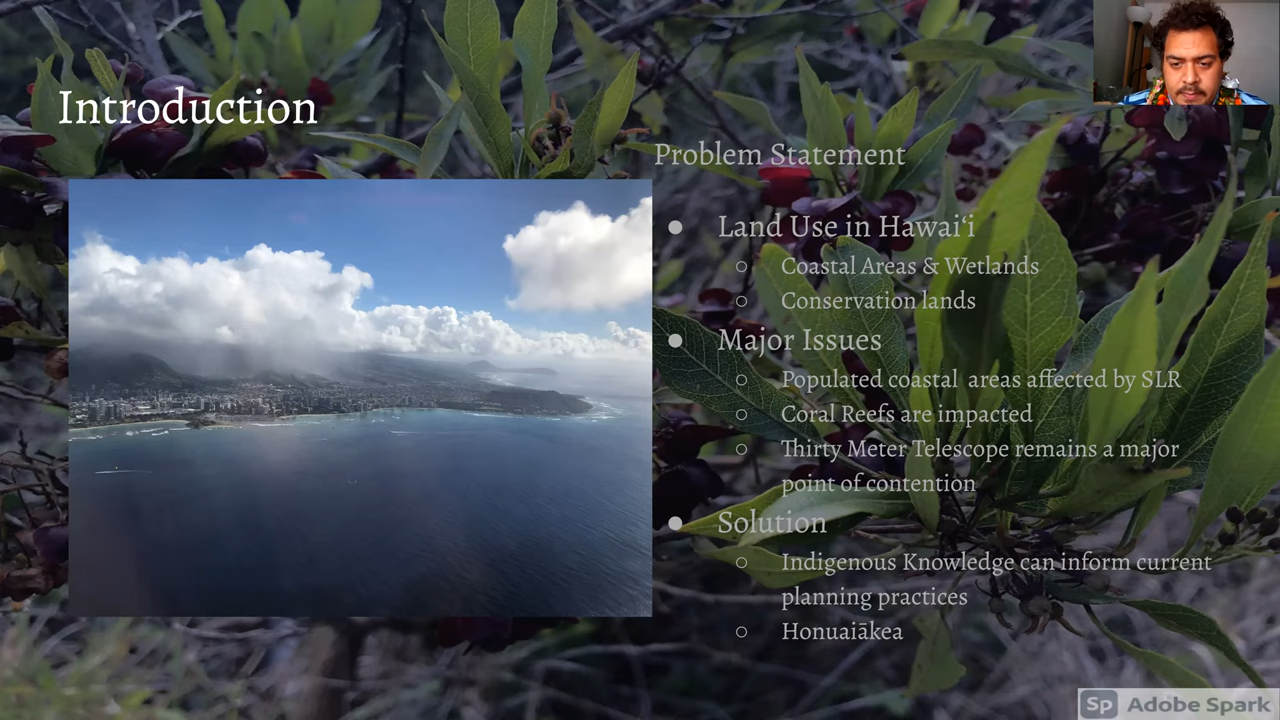 Introduction
Problem Statement
● Land Use in Hawaiʻi
○ Coastal Areas & Wetlands
○ Conservation lands
● Major Issues
○ Populated coastal areas affected by SLR
○ Coral Reefs are impacted
○ Thirty Meter Telescope remains a major
point of contention
● Solution
○ Indigenous Knowledge can inform current
planning practices
○ Honuaiākea
Sp Adobe Spark